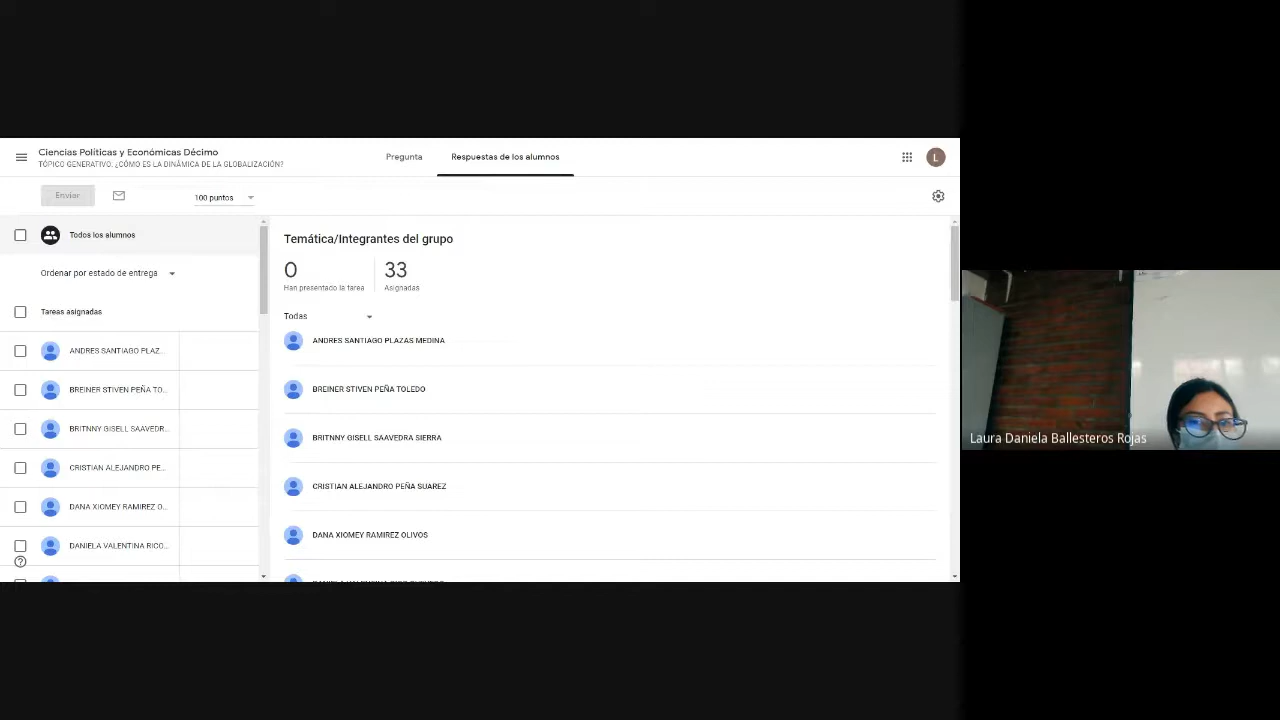 Ciencias Políticas y Económicas Décimo
TÓPICO GENERATIVO: ¿CÓMO ES LA DINÁMICA DE LA GLOBALIZACIÓN?
Pregunta
Respuestas de los alumnos
L
Enviar
100 puntos
Todos los alumnos
Ordenar por estado de entrega
Tareas asignadas
ANDRES SANTIAGO PLAZ...
BREINER STIVEN PEÑA TO...
BRITNNY GISELL SAAVEDR...
CRISTIAN ALEJANDRO PE...
DANA XIOMEY RAMIREZ O...
DANIELA VALENTINA RICO...
Temática/Integrantes del grupo
0
Han presentado la tarea
33
Asignadas
Todas
ANDRES SANTIAGO PLAZAS MEDINA
BREINER STIVEN PEÑA TOLEDO
BRITNNY GISELL SAAVEDRA SIERRA
CRISTIAN ALEJANDRO PEÑA SUAREZ
DANA XIOMEY RAMIREZ OLIVOS
Laura Daniela Ballesteros Rojas